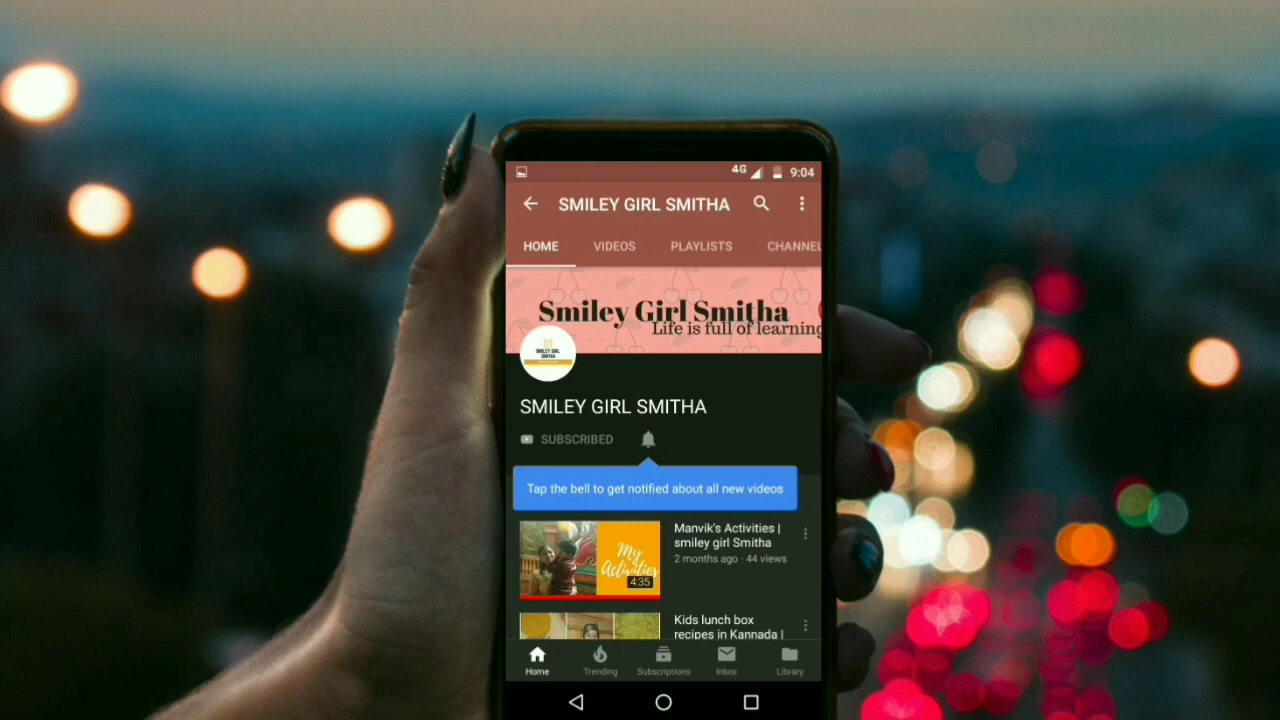 4G 9:04
SMILEY GIRL SMITHA
HOME VIDEOS PLAYLISTS CHANNEL
Smiley Girl Smitha
Life is full of learning
SMILEY GIRL
SMITHA
SMILEY GIRL SMITHA
SUBSCRIBED
Tap the bell to get notified about all new videos
My
Activities
4:35
Manvik's Activities |
smiley girl Smitha
2 months ago · 44 views
Kids lunch box
recipes in Kannada |
Home Trending Subscriptions Inbox Library